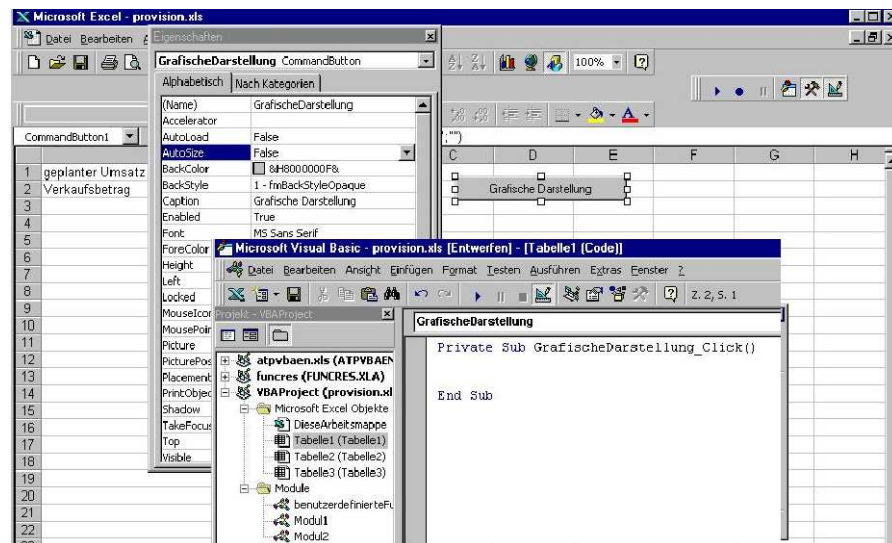 Microsoft Excel - provision.xls
Datei Bearbeiten
Eigenschaften
GrafischeDarstellung CommandButton
Alphabetisch Nach Kategorien
(Name) GrafischeDarstellung
Accelerator
AutoLoad False
AutoSize False
BackColor &H8000000F&
BackStyle 1 - fmBackStyleOpaque
Caption Grafische Darstellung
Enabled True
Font MS Sans Serif
ForeColor
Height
Left
Locked
MouseIcon
MousePoin
Picture
PicturePos
Placement
PrintObjec
Shadow
TakeFocus
Top
Visible
100%
CommandButton1
;"")
C D E F G H
1 geplanter Umsatz
2 Verkaufsbetrag
3
4
5
6
7
8
9
10
11
12
13
14
15
16
17
18
19
20
21
22
Grafische Darstellung
Microsoft Visual Basic - provision.xls [Entwerfen] - [Tabelle1 (Code)]
Datei Bearbeiten Ansicht Einfügen Format Testen Ausführen Extras Fenster ?
Z. 2, S. 1
Projekt - VBAProject
atpvbaen.xls (ATPVBAEN
funcres (FUNCRES.XLA)
VBAProject (provision.xl
Microsoft Excel Objekte
DieseArbeitsmappe
Tabelle1 (Tabelle1)
Tabelle2 (Tabelle2)
Tabelle3 (Tabelle3)
Module
benutzerdefinierteFu
Modul1
Modul2
GrafischeDarstellung
Private Sub GrafischeDarstellung_Click()
End Sub